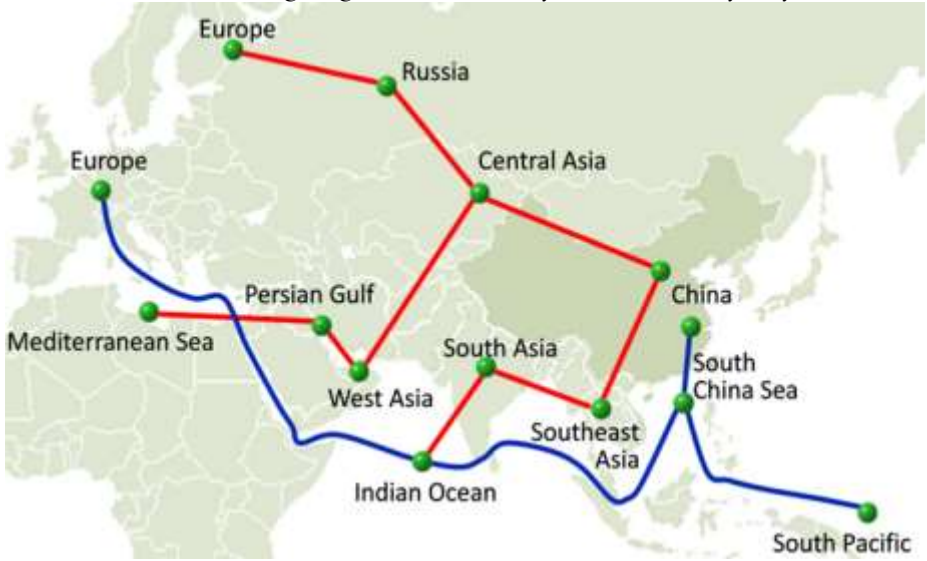 Europe
Russia
Europe
Central Asia
Persian Gulf
China
Mediterranean Sea
South Asia
South
China Sea
West Asia
Southeast
Asia
Indian Ocean
South Pacific